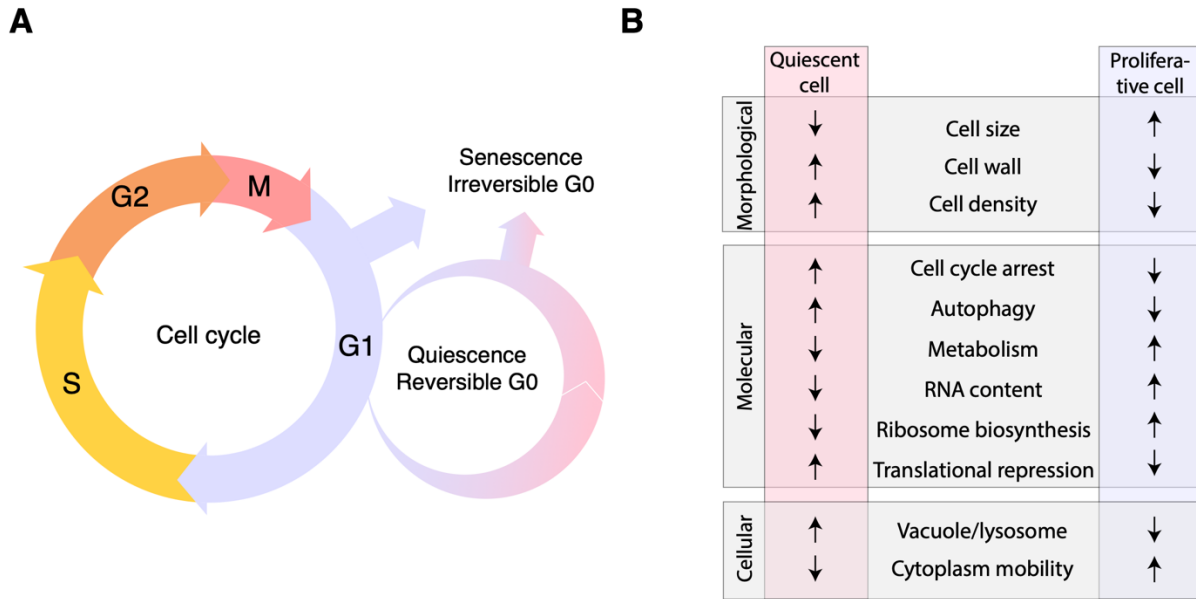 A
G2
M
Senescence
Irreversible G0
Cell cycle
G1
Quiescence
Reversible G0
S
B
Quiescent
cell
Prolifera-
tive cell
Morphological
↓ Cell size ↑
↑ Cell wall ↓
↑ Cell density ↓
Molecular
↑ Cell cycle arrest ↓
↑ Autophagy ↓
↓ Metabolism ↑
↓ RNA content ↑
↓ Ribosome biosynthesis ↑
↑ Translational repression ↓
Cellular
↑ Vacuole/lysosome ↓
↓ Cytoplasm mobility ↑